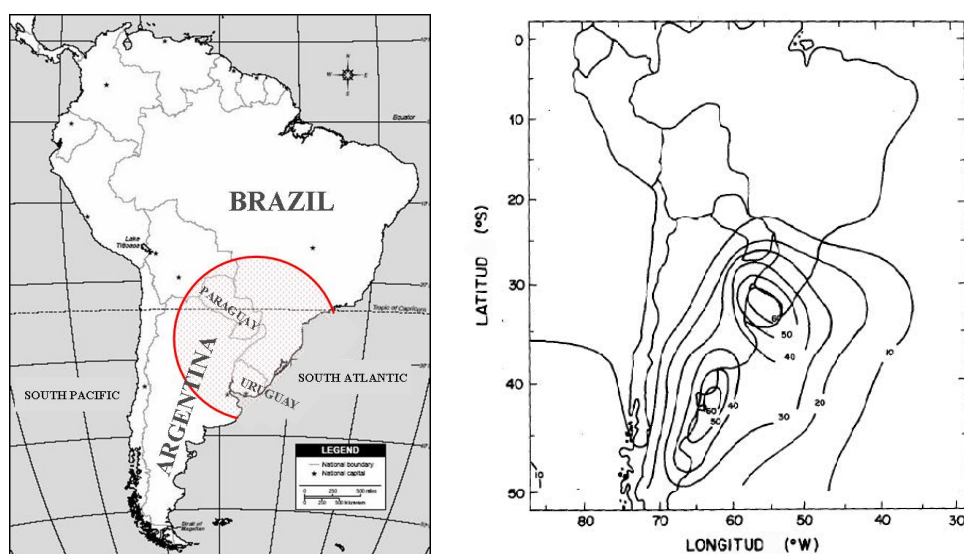 Equator
BRAZIL
Lake
Titicaca
PARAGUAY
Tropic of Capricorn
SOUTH PACIFIC
ARGENTINA
URUGUAY
SOUTH ATLANTIC
LEGEND
National boundary
National capital
0 250 500 miles
0 250 500 kilometers
Strait of
Magellan
0
10
20
30
40
50
LATITUD (°S)
80 70 60 50 40 30
LONGITUD (°W)
60
50
40
10
20
30
60
40
50
10